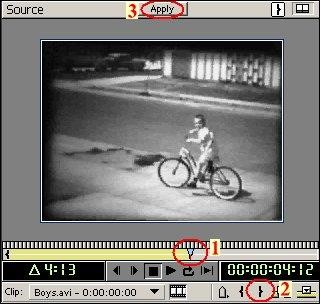 Source 3 Apply
1
Δ 4:13 00:00:04:12
Clip: Boys.avi - 0:00:00:00 2